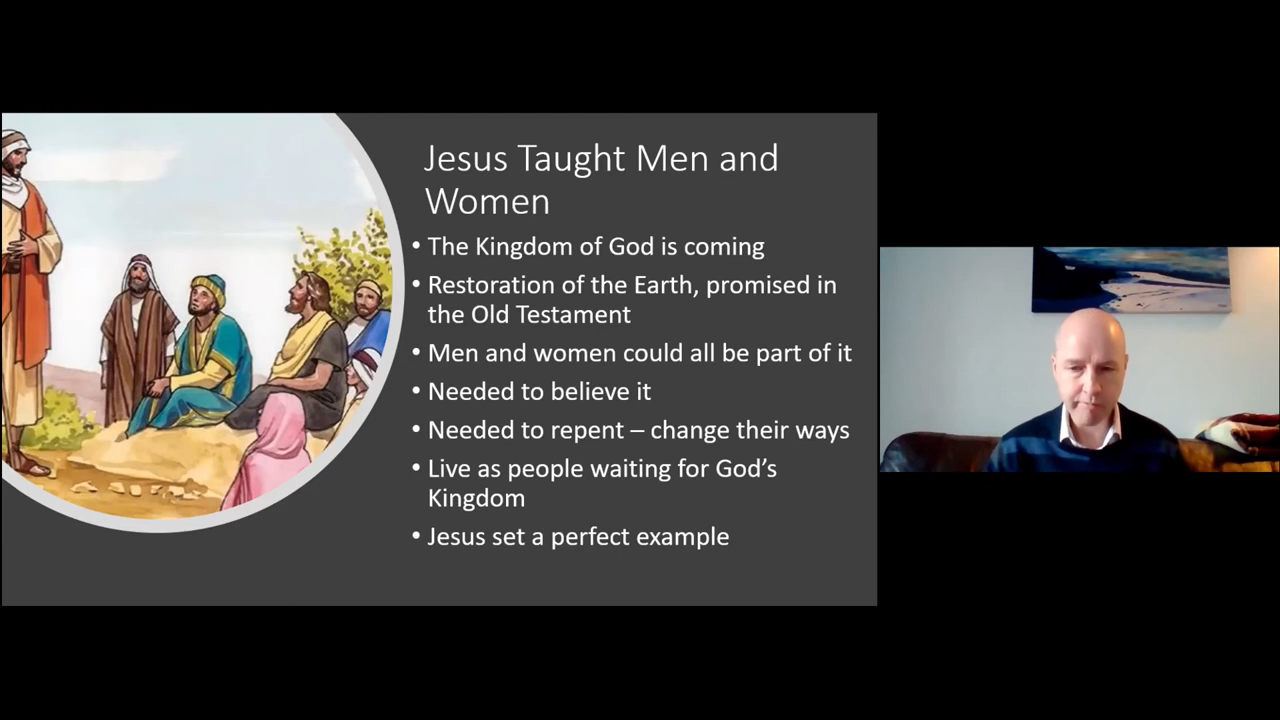 Jesus Taught Men and
Women
• The Kingdom of God is coming
• Restoration of the Earth, promised in
the Old Testament
• Men and women could all be part of it
• Needed to believe it
• Needed to repent – change their ways
• Live as people waiting for God’s
Kingdom
• Jesus set a perfect example